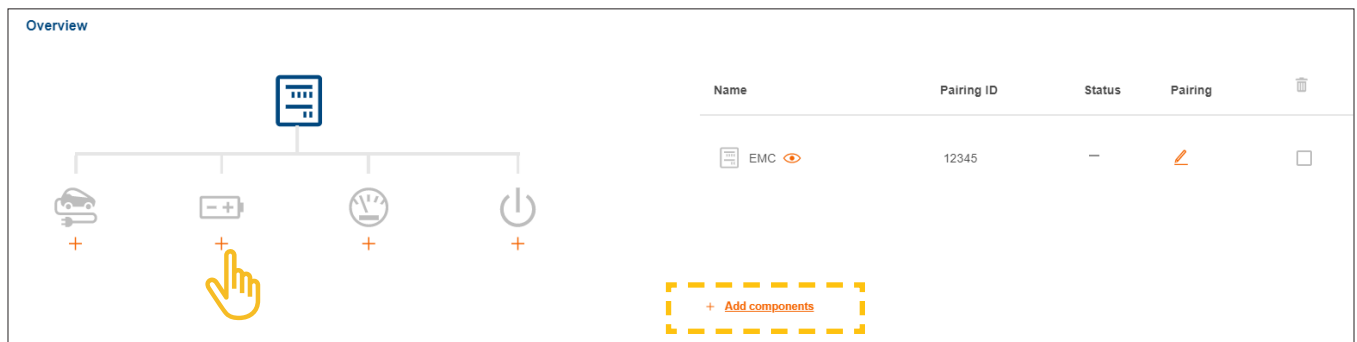 Overview
Name Pairing ID Status Pairing
EMC 12345 –
+ + + +
+ Add components